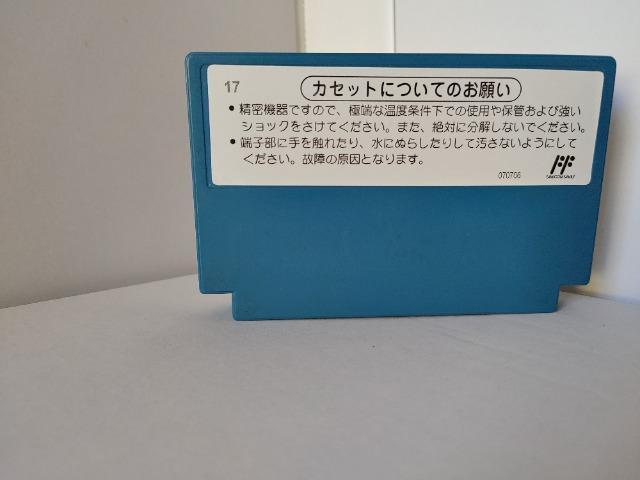 17
カセットについてのお願い
●精密機器ですので、極端な温度条件下での使用や保管および強い
ショックをさけてください。また、絶対に分解しないでください。
●端子部に手を触れたり、水にぬらしたりして汚さないようにして
ください。故障の原因となります。
070706